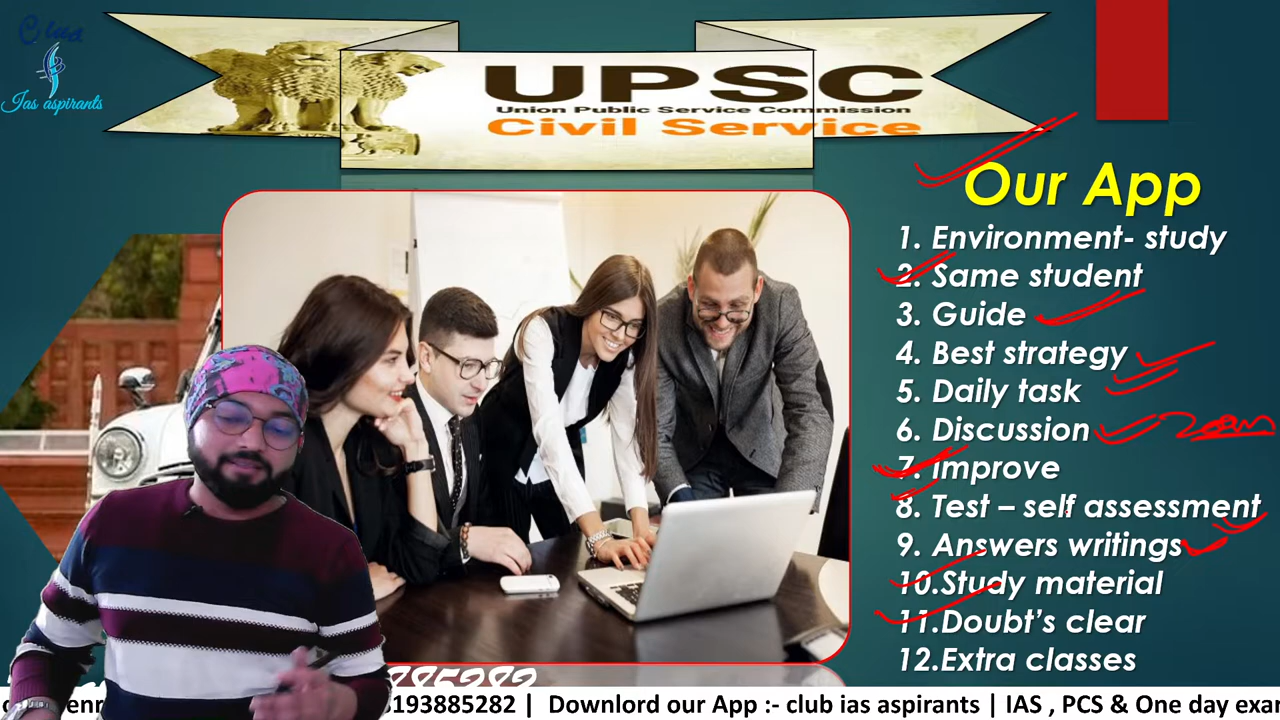 Club
Ias aspirants
UPSC
Union Public Service Commission
Civil Service
Our App
1. Environment- study
2. Same student
3. Guide
4. Best strategy
5. Daily task
6. Discussion
zoom
7. improve
8. Test – self assessment
9. Answers writings
10.Study material
11.Doubt's clear
12.Extra classes
193885282 | Downlord our App :- club ias aspirants | IAS , PCS & One day exa